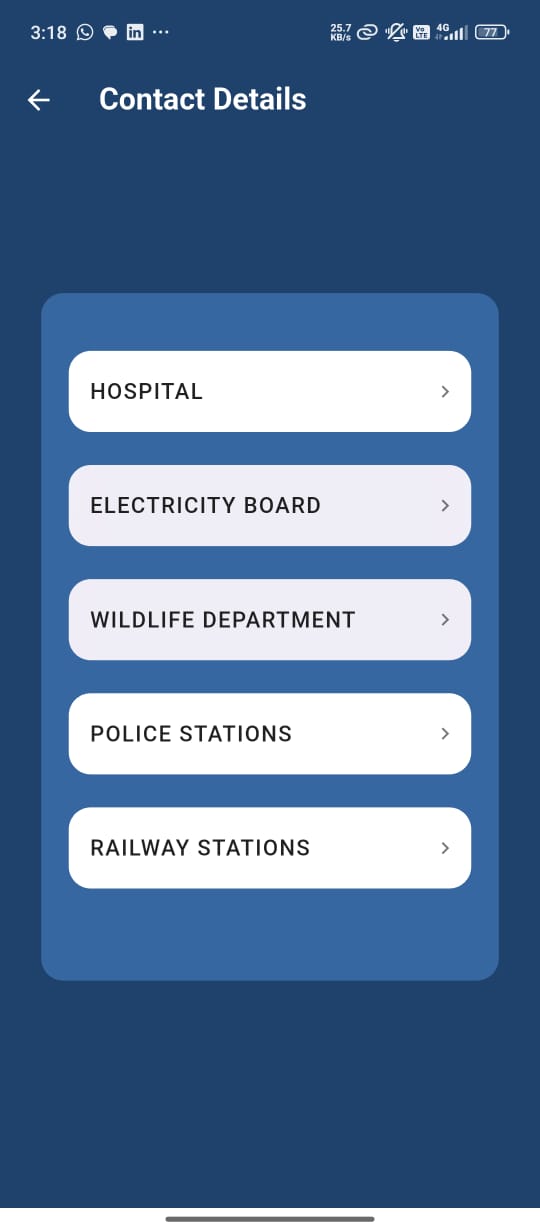 3:18
25.7
KB/s
Vo
LTE
4G
77
Contact Details
HOSPITAL
ELECTRICITY BOARD
WILDLIFE DEPARTMENT
POLICE STATIONS
RAILWAY STATIONS